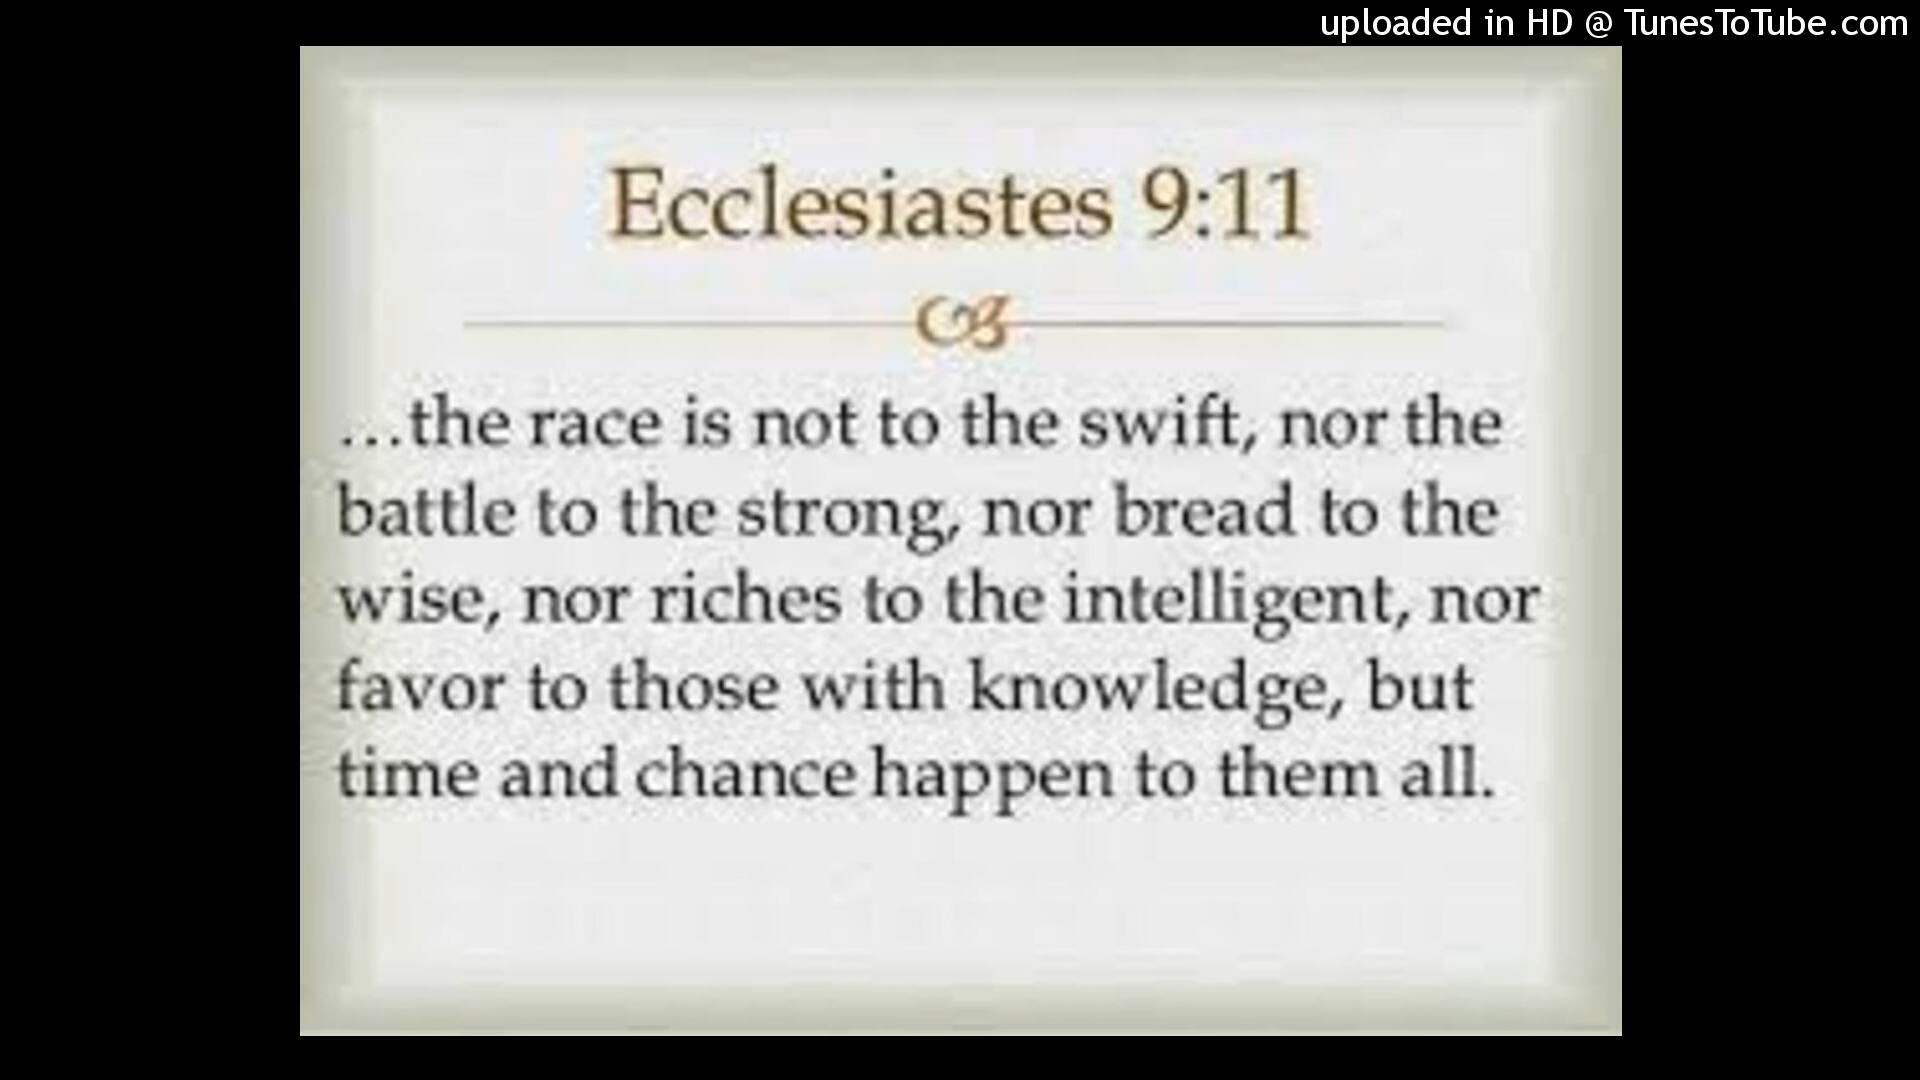 uploaded in HD @ TunesToTube.com
Ecclesiastes 9:11
...the race is not to the swift, nor the
battle to the strong, nor bread to the
wise, nor riches to the intelligent, nor
favor to those with knowledge, but
time and chance happen to them all.